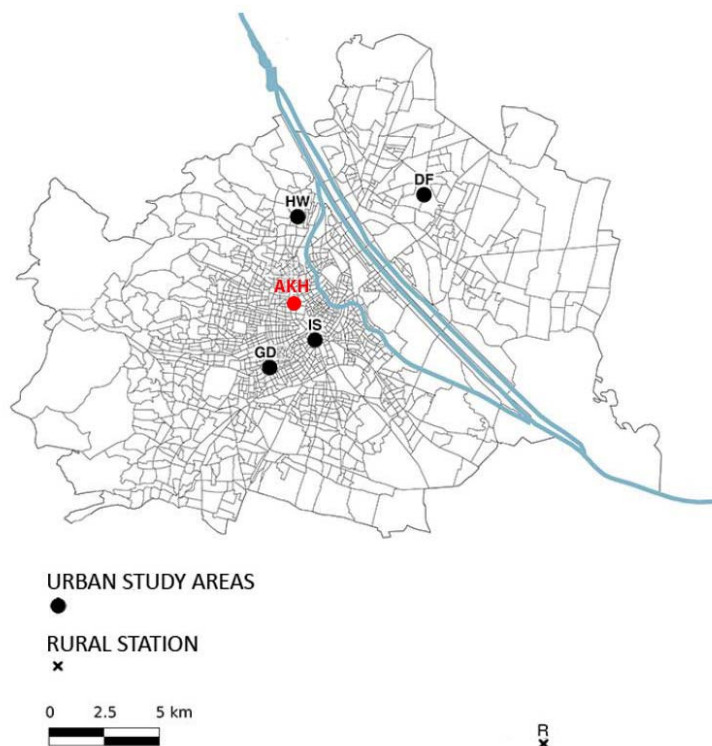 DF
HW
AKH
IS
GD
URBAN STUDY AREAS
RURAL STATION
0 2.5 5 km
R